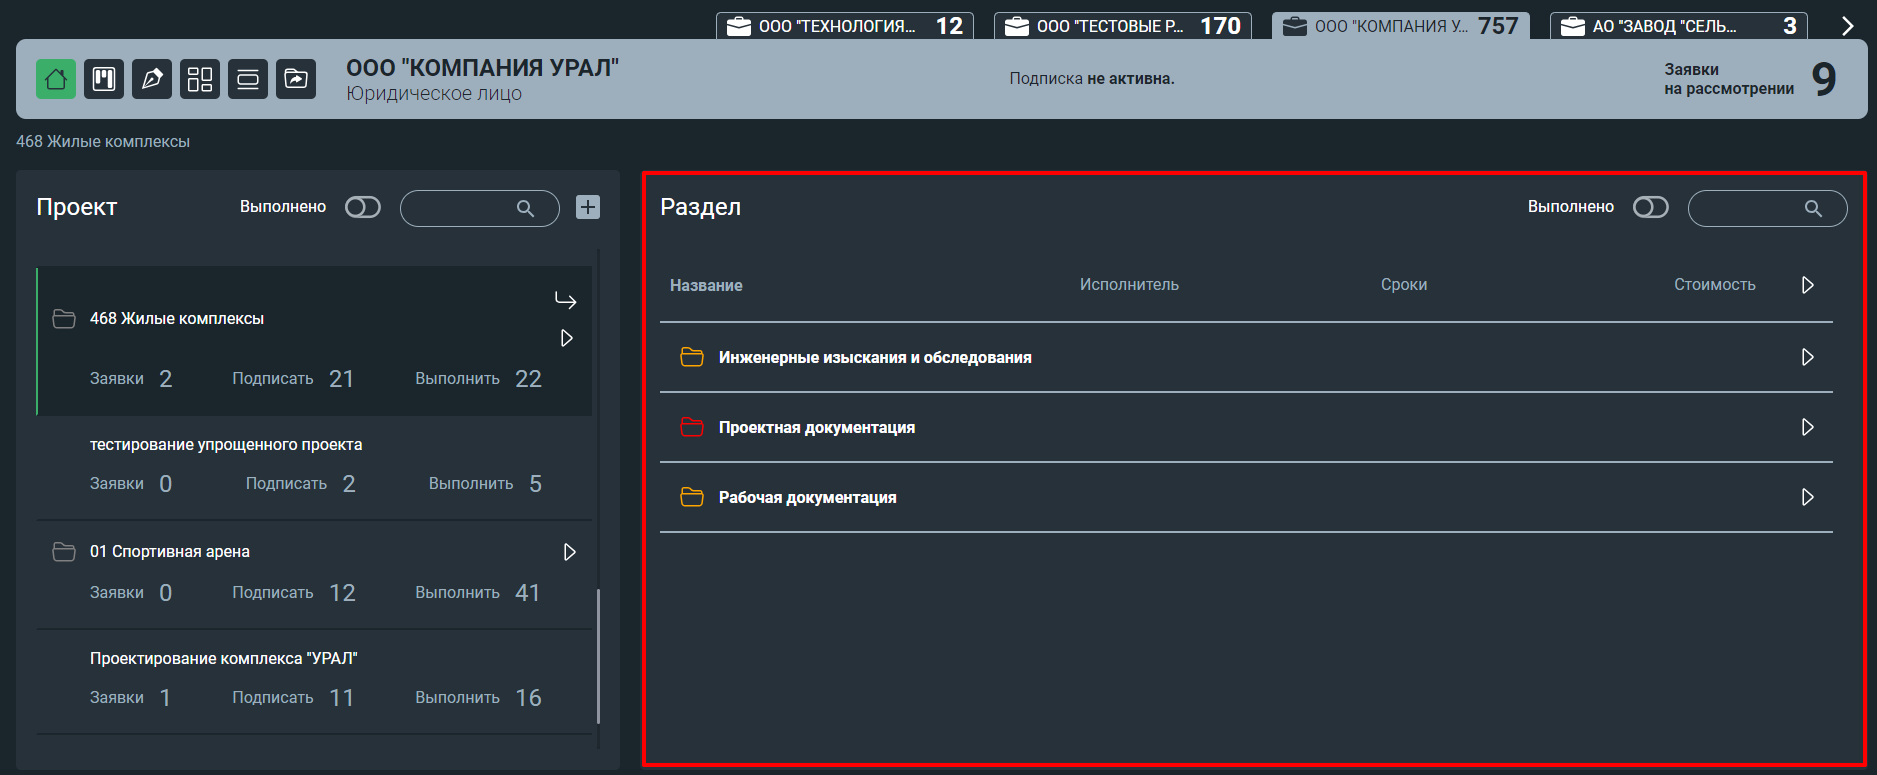 ООО "ТЕХНОЛОГИЯ... 12
ООО "ТЕСТОВЫЕ Р... 170
ООО "КОМПАНИЯ У... 757
АО "ЗАВОД "СЕЛЬ... 3
ООО "КОМПАНИЯ УРАЛ"
Юридическое лицо
Подписка не активна.
Заявки
на рассмотрении 9
468 Жилые комплексы
Проект Выполнено
468 Жилые комплексы
Заявки 2 Подписать 21 Выполнить 22
тестирование упрощенного проекта
Заявки 0 Подписать 2 Выполнить 5
01 Спортивная арена
Заявки 0 Подписать 12 Выполнить 41
Проектирование комплекса "УРАЛ"
Заявки 1 Подписать 11 Выполнить 16
Раздел Выполнено
Название Исполнитель Сроки Стоимость
Инженерные изыскания и обследования
Проектная документация
Рабочая документация